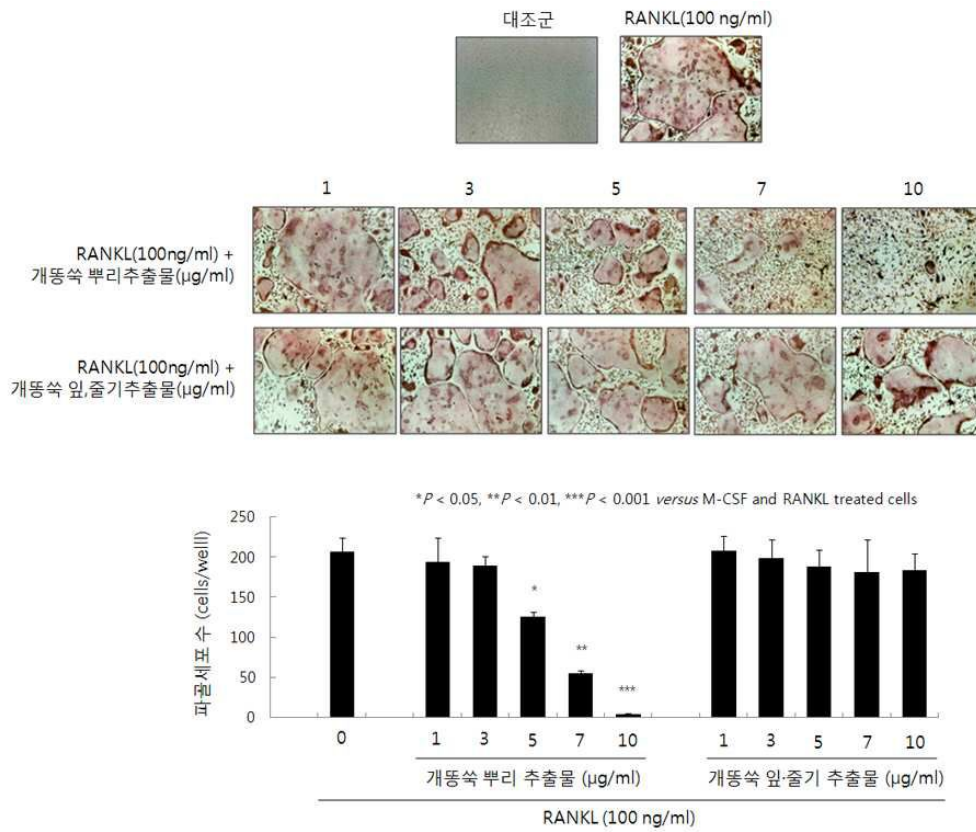 대조군 RANKL(100 ng/ml)
1 3 5 7 10
RANKL(100ng/ml) +
개똥쑥 뿌리추출물(μg/ml)
RANKL(100ng/ml) +
개똥쑥 잎,줄기추출물(μg/ml)
*P < 0.05, **P < 0.01, ***P < 0.001 versus M-CSF and RANKL treated cells
파골세포 수 (cells/welll)
250
200
150
100
50
0
*
**
***
0 1 3 5 7 10 1 3 5 7 10
개똥쑥 뿌리 추출물 (μg/ml) 개똥쑥 잎·줄기 추출물 (μg/ml)
RANKL (100 ng/ml)